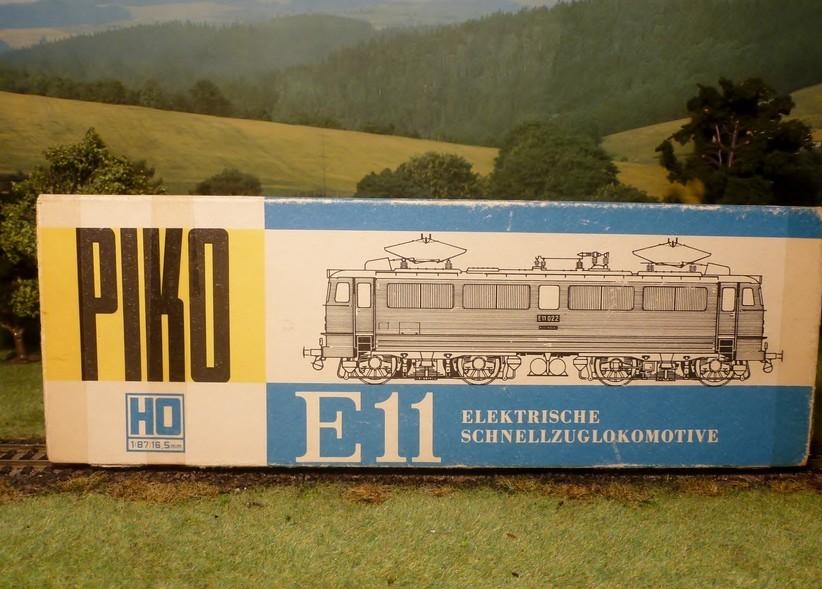 PIKO
E11 022
HO
1:87/16,5mm
E11
ELEKTRISCHE
SCHNELLZUGLOKOMOTIVE